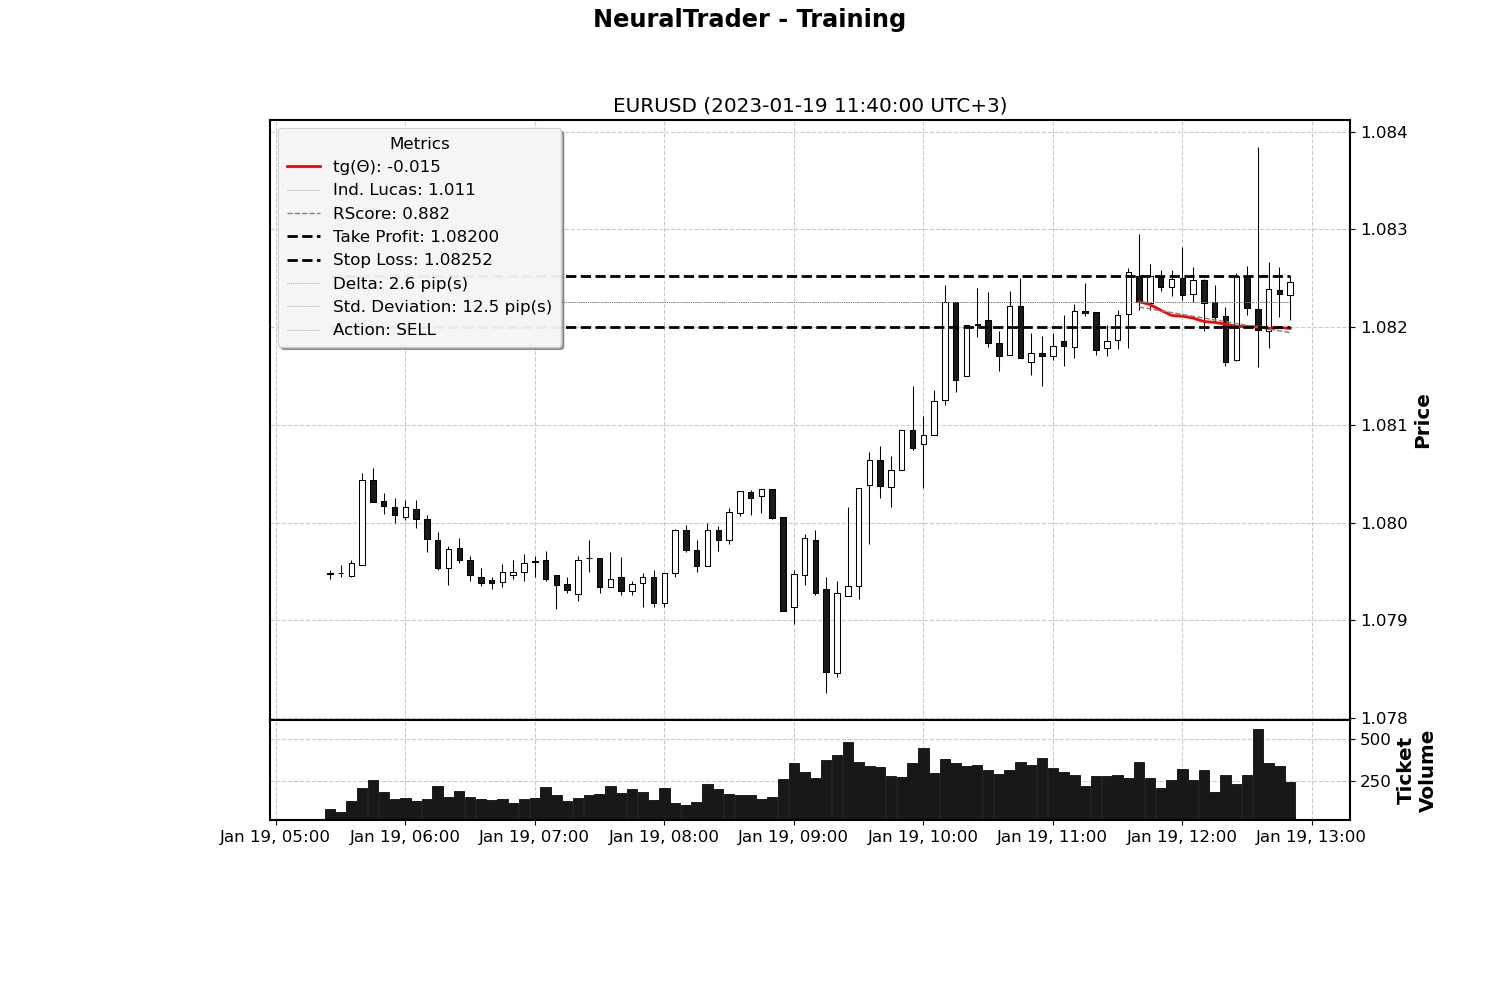 NeuralTrader - Training
EURUSD (2023-01-19 11:40:00 UTC+3)
Metrics
tg(Θ): -0.015
Ind. Lucas: 1.011
RScore: 0.882
Take Profit: 1.08200
Stop Loss: 1.08252
Delta: 2.6 pip(s)
Std. Deviation: 12.5 pip(s)
Action: SELL
1.084
1.083
1.082
1.081
1.080
1.079
1.078
Price
500
250
Ticket
Volume
Jan 19, 05:00
Jan 19, 06:00
Jan 19, 07:00
Jan 19, 08:00
Jan 19, 09:00
Jan 19, 10:00
Jan 19, 11:00
Jan 19, 12:00
Jan 19, 13:00